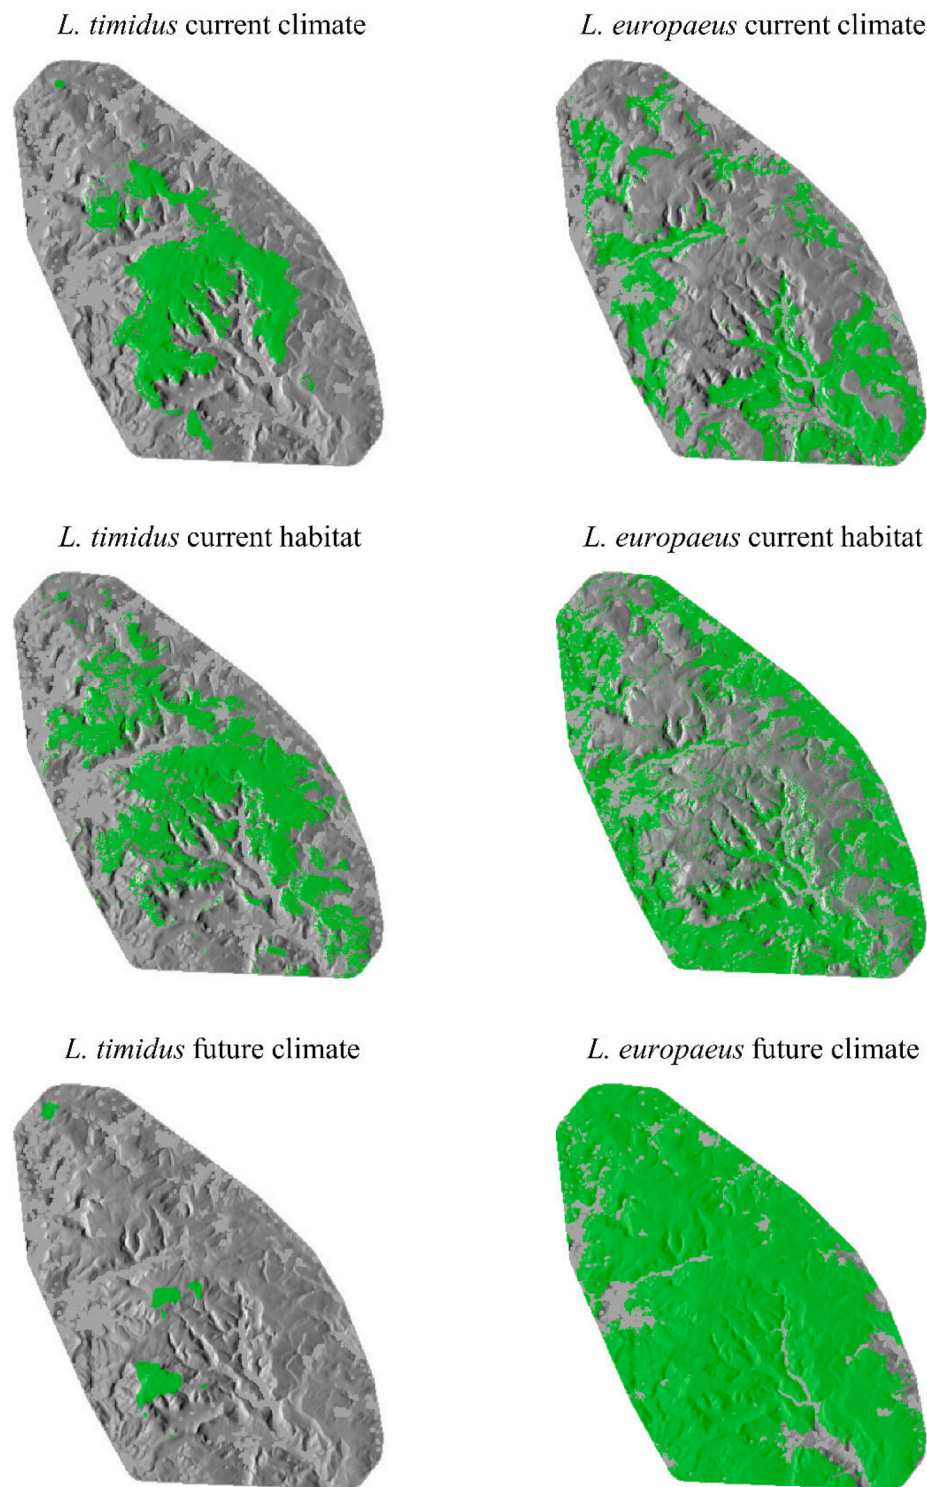 L. timidus current climate
L. europaeus current climate
L. timidus current habitat
L. europaeus current habitat
L. timidus future climate
L. europaeus future climate